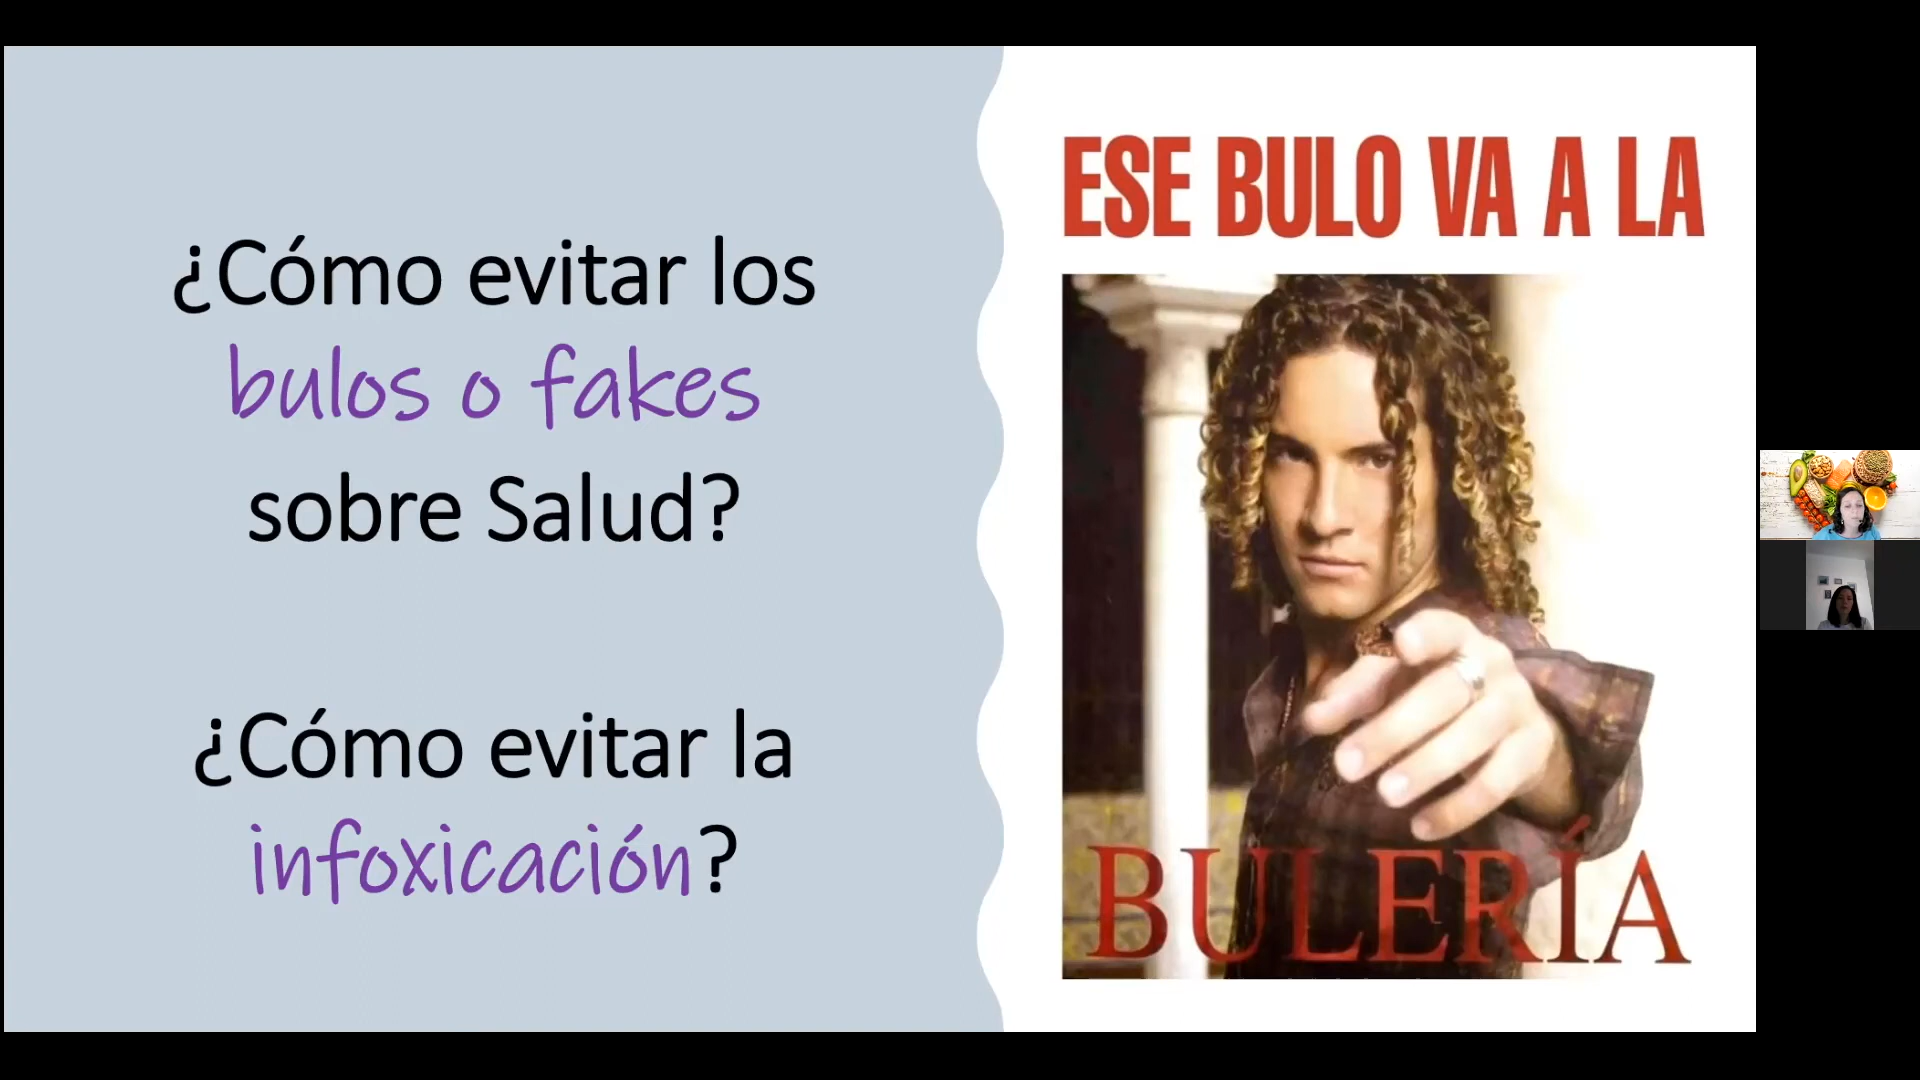 ¿Cómo evitar los
bulos o fakes
sobre Salud?
¿Cómo evitar la
infoxicación?
ESE BULO VA A LA
BULERÍA